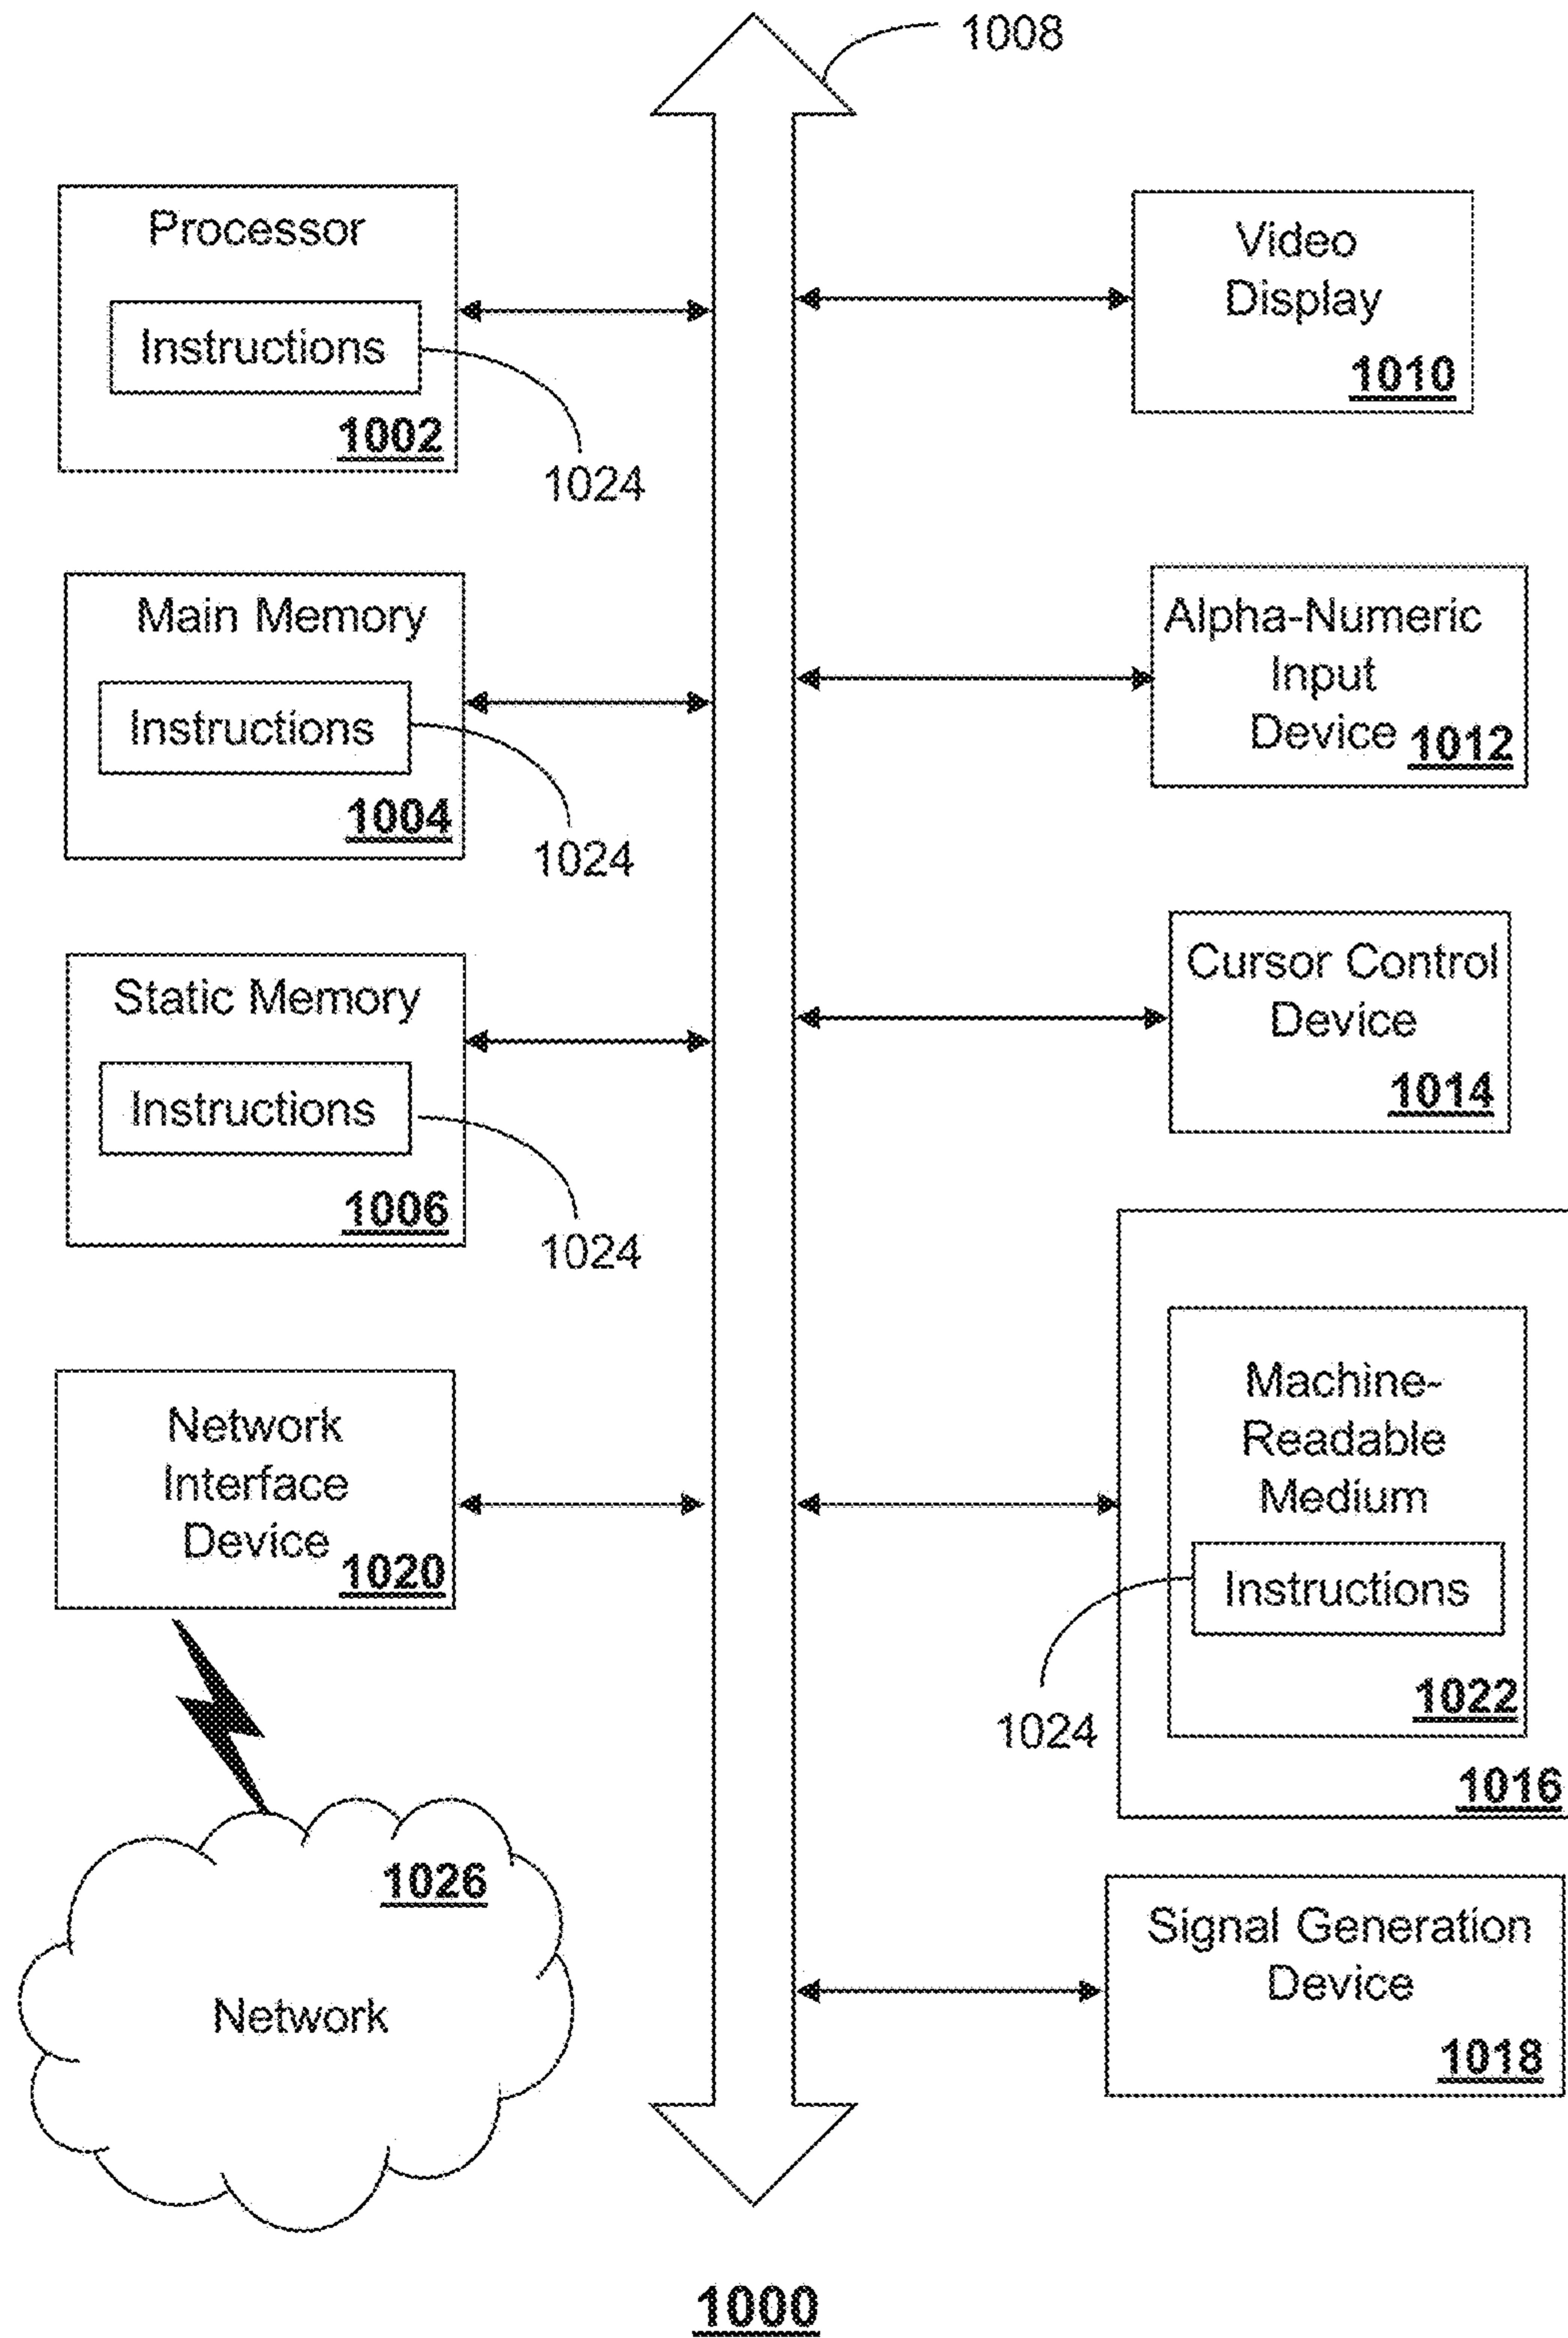 1008
Processor
Instructions
1002
1024
Main Memory
Instructions
1004
1024
Static Memory
Instructions
1006
1024
Network
Interface
Device
1020
1026
Network
Video
Display
1010
Alpha-Numeric
Input
Device
1012
Cursor Control
Device
1014
Machine-
Readable
Medium
Instructions
1022
1024
1016
Signal Generation
Device
1018
1000